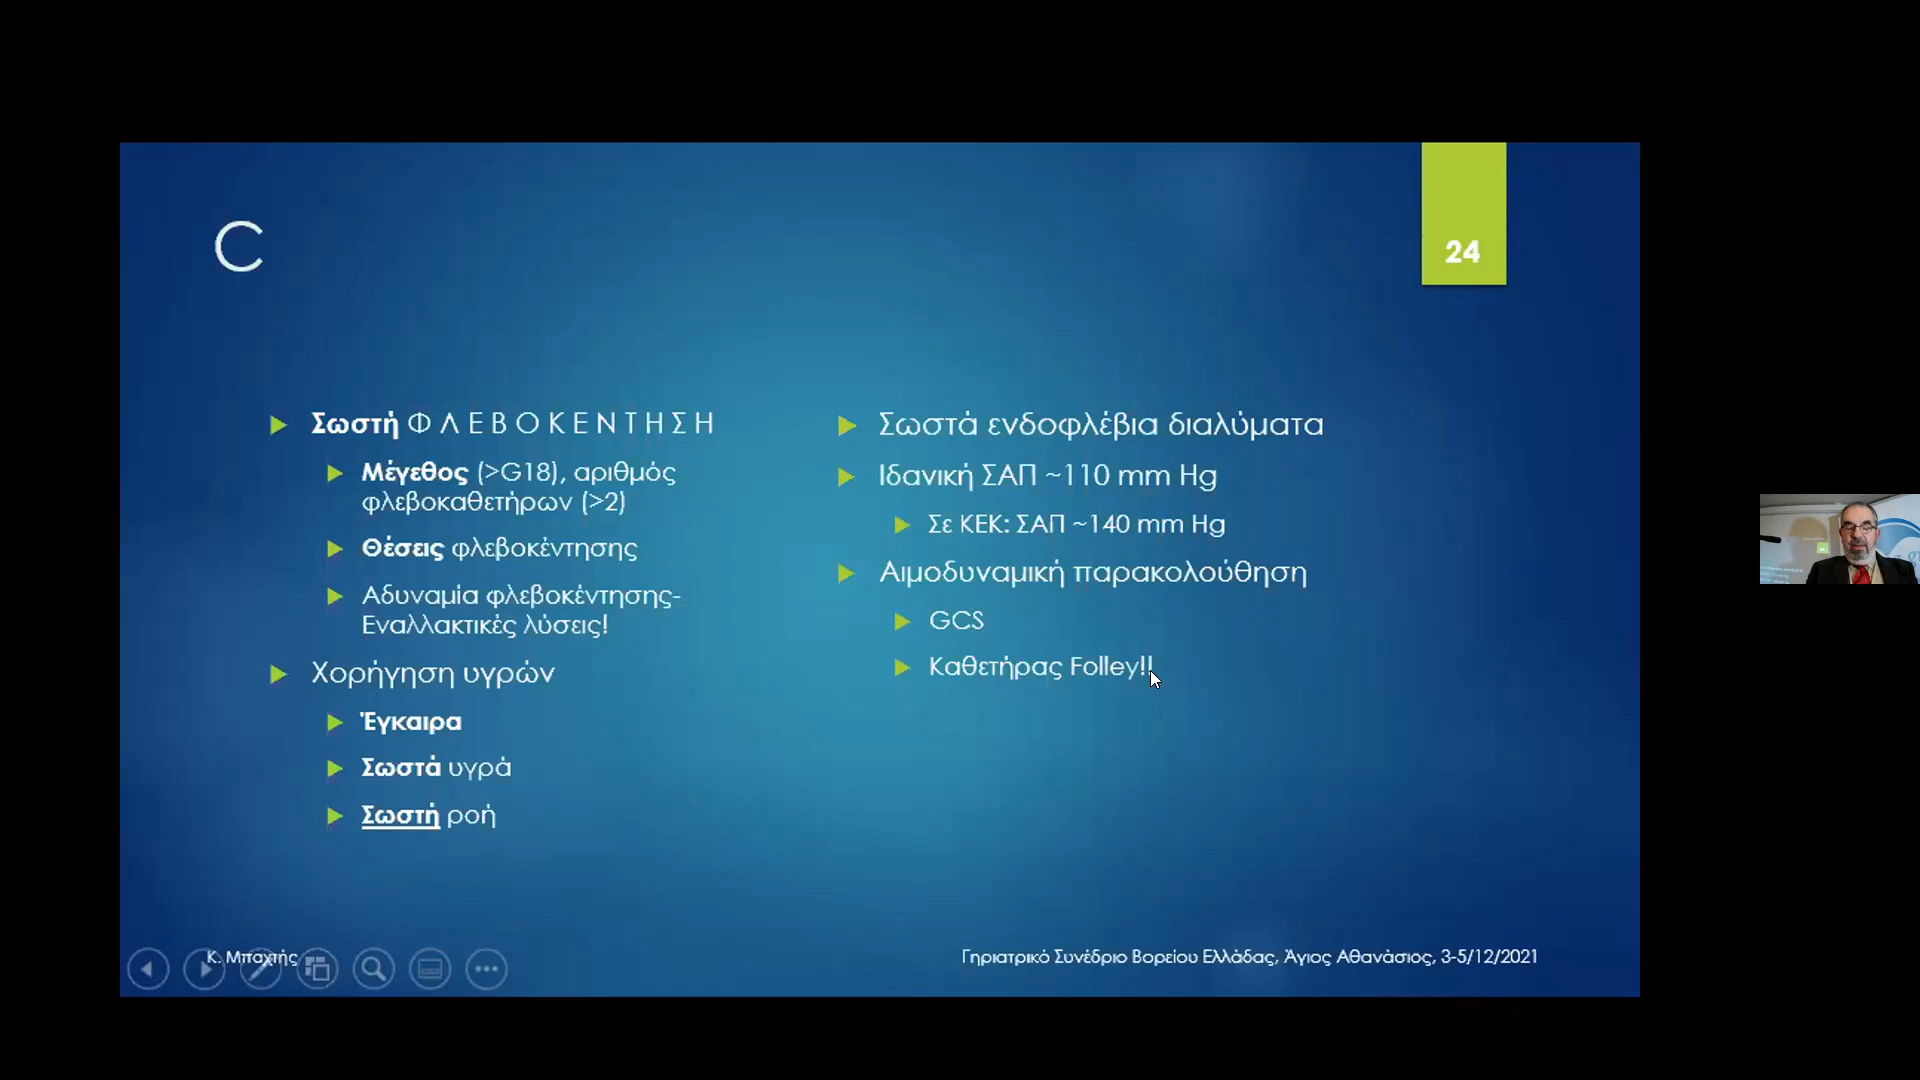 C
24
Σωστή Φ Λ Ε Β Ο Κ Ε Ν Τ Η Σ Η
Μέγεθος (>G18), αριθμός
φλεβοκαθετήρων (>2)
Θέσεις φλεβοκέντησης
Αδυναμία φλεβοκέντησης-
Εναλλακτικές λύσεις!
Χορήγηση υγρών
Έγκαιρα
Σωστά υγρά
Σωστή ροή
Σωστά ενδοφλέβια διαλύματα
Ιδανική ΣΑΠ ~110 mm Hg
Σε ΚΕΚ: ΣΑΠ ~140 mm Hg
Αιμοδυναμική παρακολούθηση
GCS
Καθετήρας Folley!!
Κ. Μπαχτής
Γηριατρικό Συνέδριο Βορείου Ελλάδας, Άγιος Αθανάσιος, 3-5/12/2021